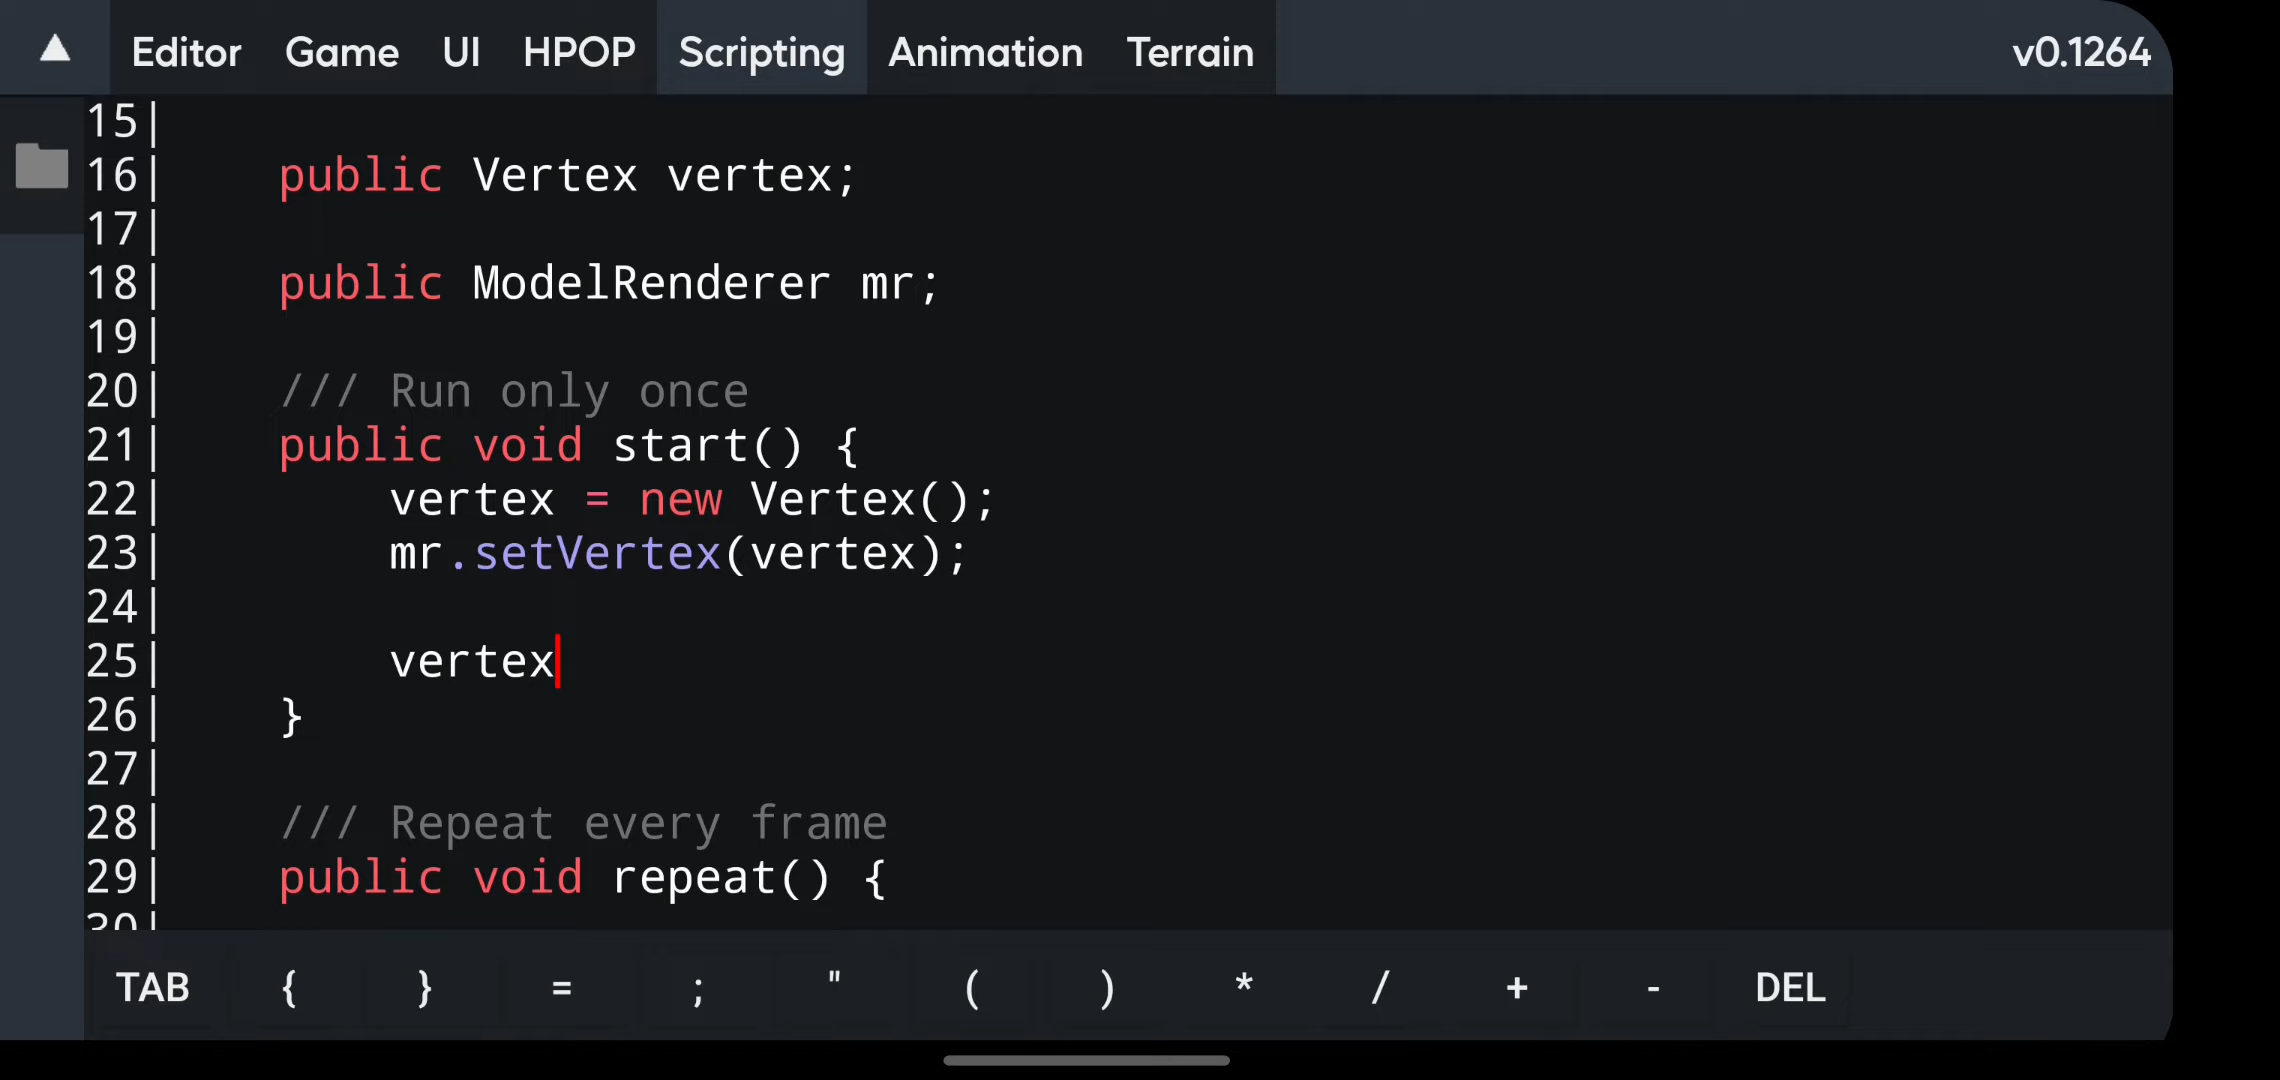 Editor Game UI HPOP Scripting Animation Terrain v0.1264
15|
16| public Vertex vertex;
17|
18| public ModelRenderer mr;
19|
20| /// Run only once
21| public void start() {
22| vertex = new Vertex();
23| mr.setVertex(vertex);
24|
25| vertex
26| }
27|
28| /// Repeat every frame
29| public void repeat() {
30|
TAB { } = ; " ( ) * / + - DEL